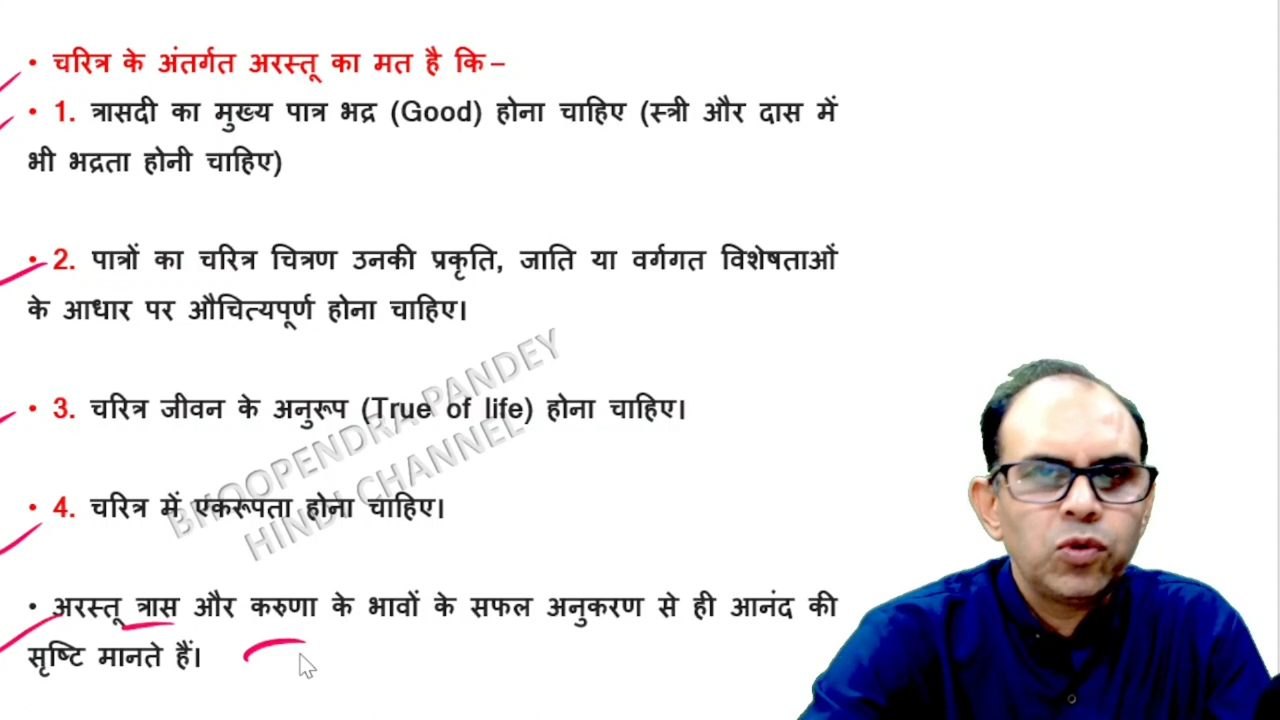 • चरित्र के अंतर्गत अरस्तू का मत है कि–
• 1. त्रासदी का मुख्य पात्र भद्र (Good) होना चाहिए (स्त्री और दास में
भी भद्रता होनी चाहिए)
• 2. पात्रों का चरित्र चित्रण उनकी प्रकृति, जाति या वर्गगत विशेषताओं
के आधार पर औचित्यपूर्ण होना चाहिए।
• 3. चरित्र जीवन के अनुरूप (True of life) होना चाहिए।
• 4. चरित्र में एकरूपता होना चाहिए।
• अरस्तू त्रास और करुणा के भावों के सफल अनुकरण से ही आनंद की
सृष्टि मानते हैं।
BHOOPENDRA PANDEY
HINDI CHANNEL